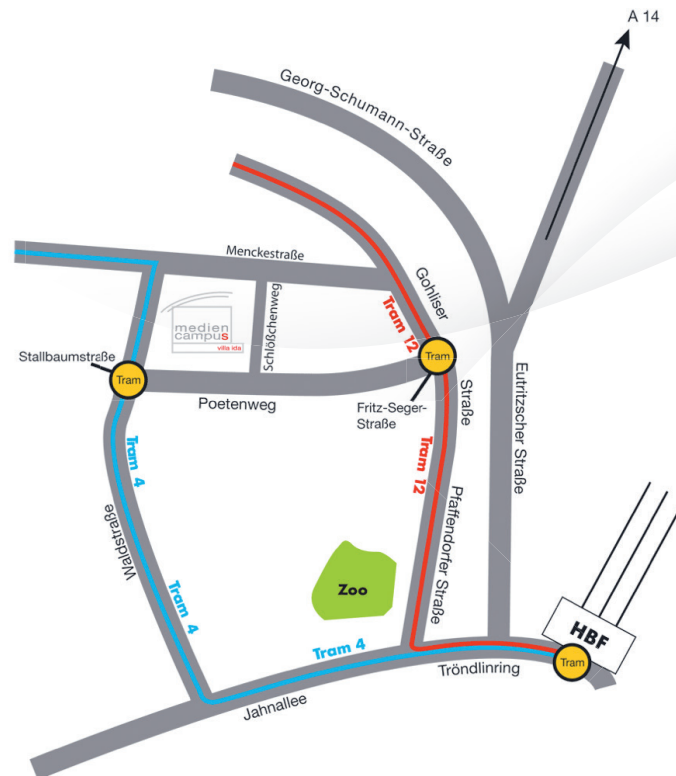 A 14
Georg-Schumann-Straße
Menckestraße
Gohliser
Straße
Tram 12
medien
campus
villa ida
Schlößchenweg
Stallbaumstraße
Tram
Tram
Poetenweg
Fritz-Seger-
Straße
Eutritzscher Straße
Tram 4
Tram 12
Waldstraße
Pfaffendorfer Straße
Zoo
Tram 4
Tram 4
HBF
Tram
Tröndlinring
Jahnallee